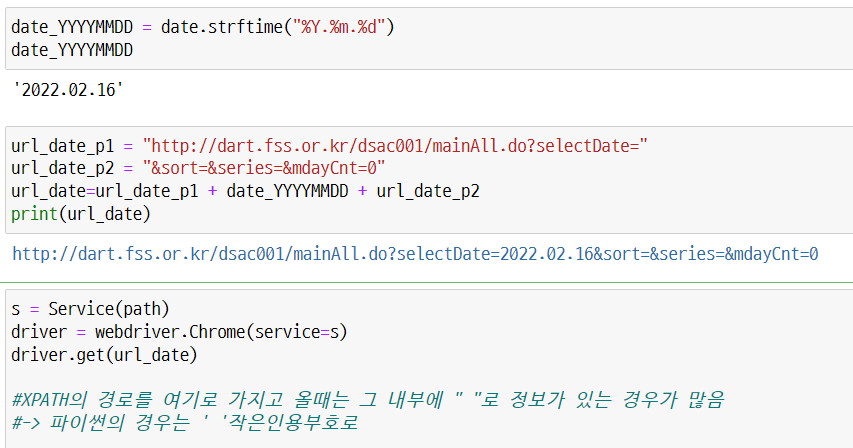 date_YYYYMMDD = date.strftime("%Y.%m.%d")
date_YYYYMMDD
'2022.02.16'
url_date_p1 = "http://dart.fss.or.kr/dsac001/mainAll.do?selectDate="
url_date_p2 = "&sort=&series=&mdayCnt=0"
url_date=url_date_p1 + date_YYYYMMDD + url_date_p2
print(url_date)
http://dart.fss.or.kr/dsac001/mainAll.do?selectDate=2022.02.16&sort=&series=&mdayCnt=0
s = Service(path)
driver = webdriver.Chrome(service=s)
driver.get(url_date)
#XPATH의 경로를 여기로 가지고 올때는 그 내부에 " "로 정보가 있는 경우가 많음
#-> 파이썬의 경우는 ' '작은인용부호로